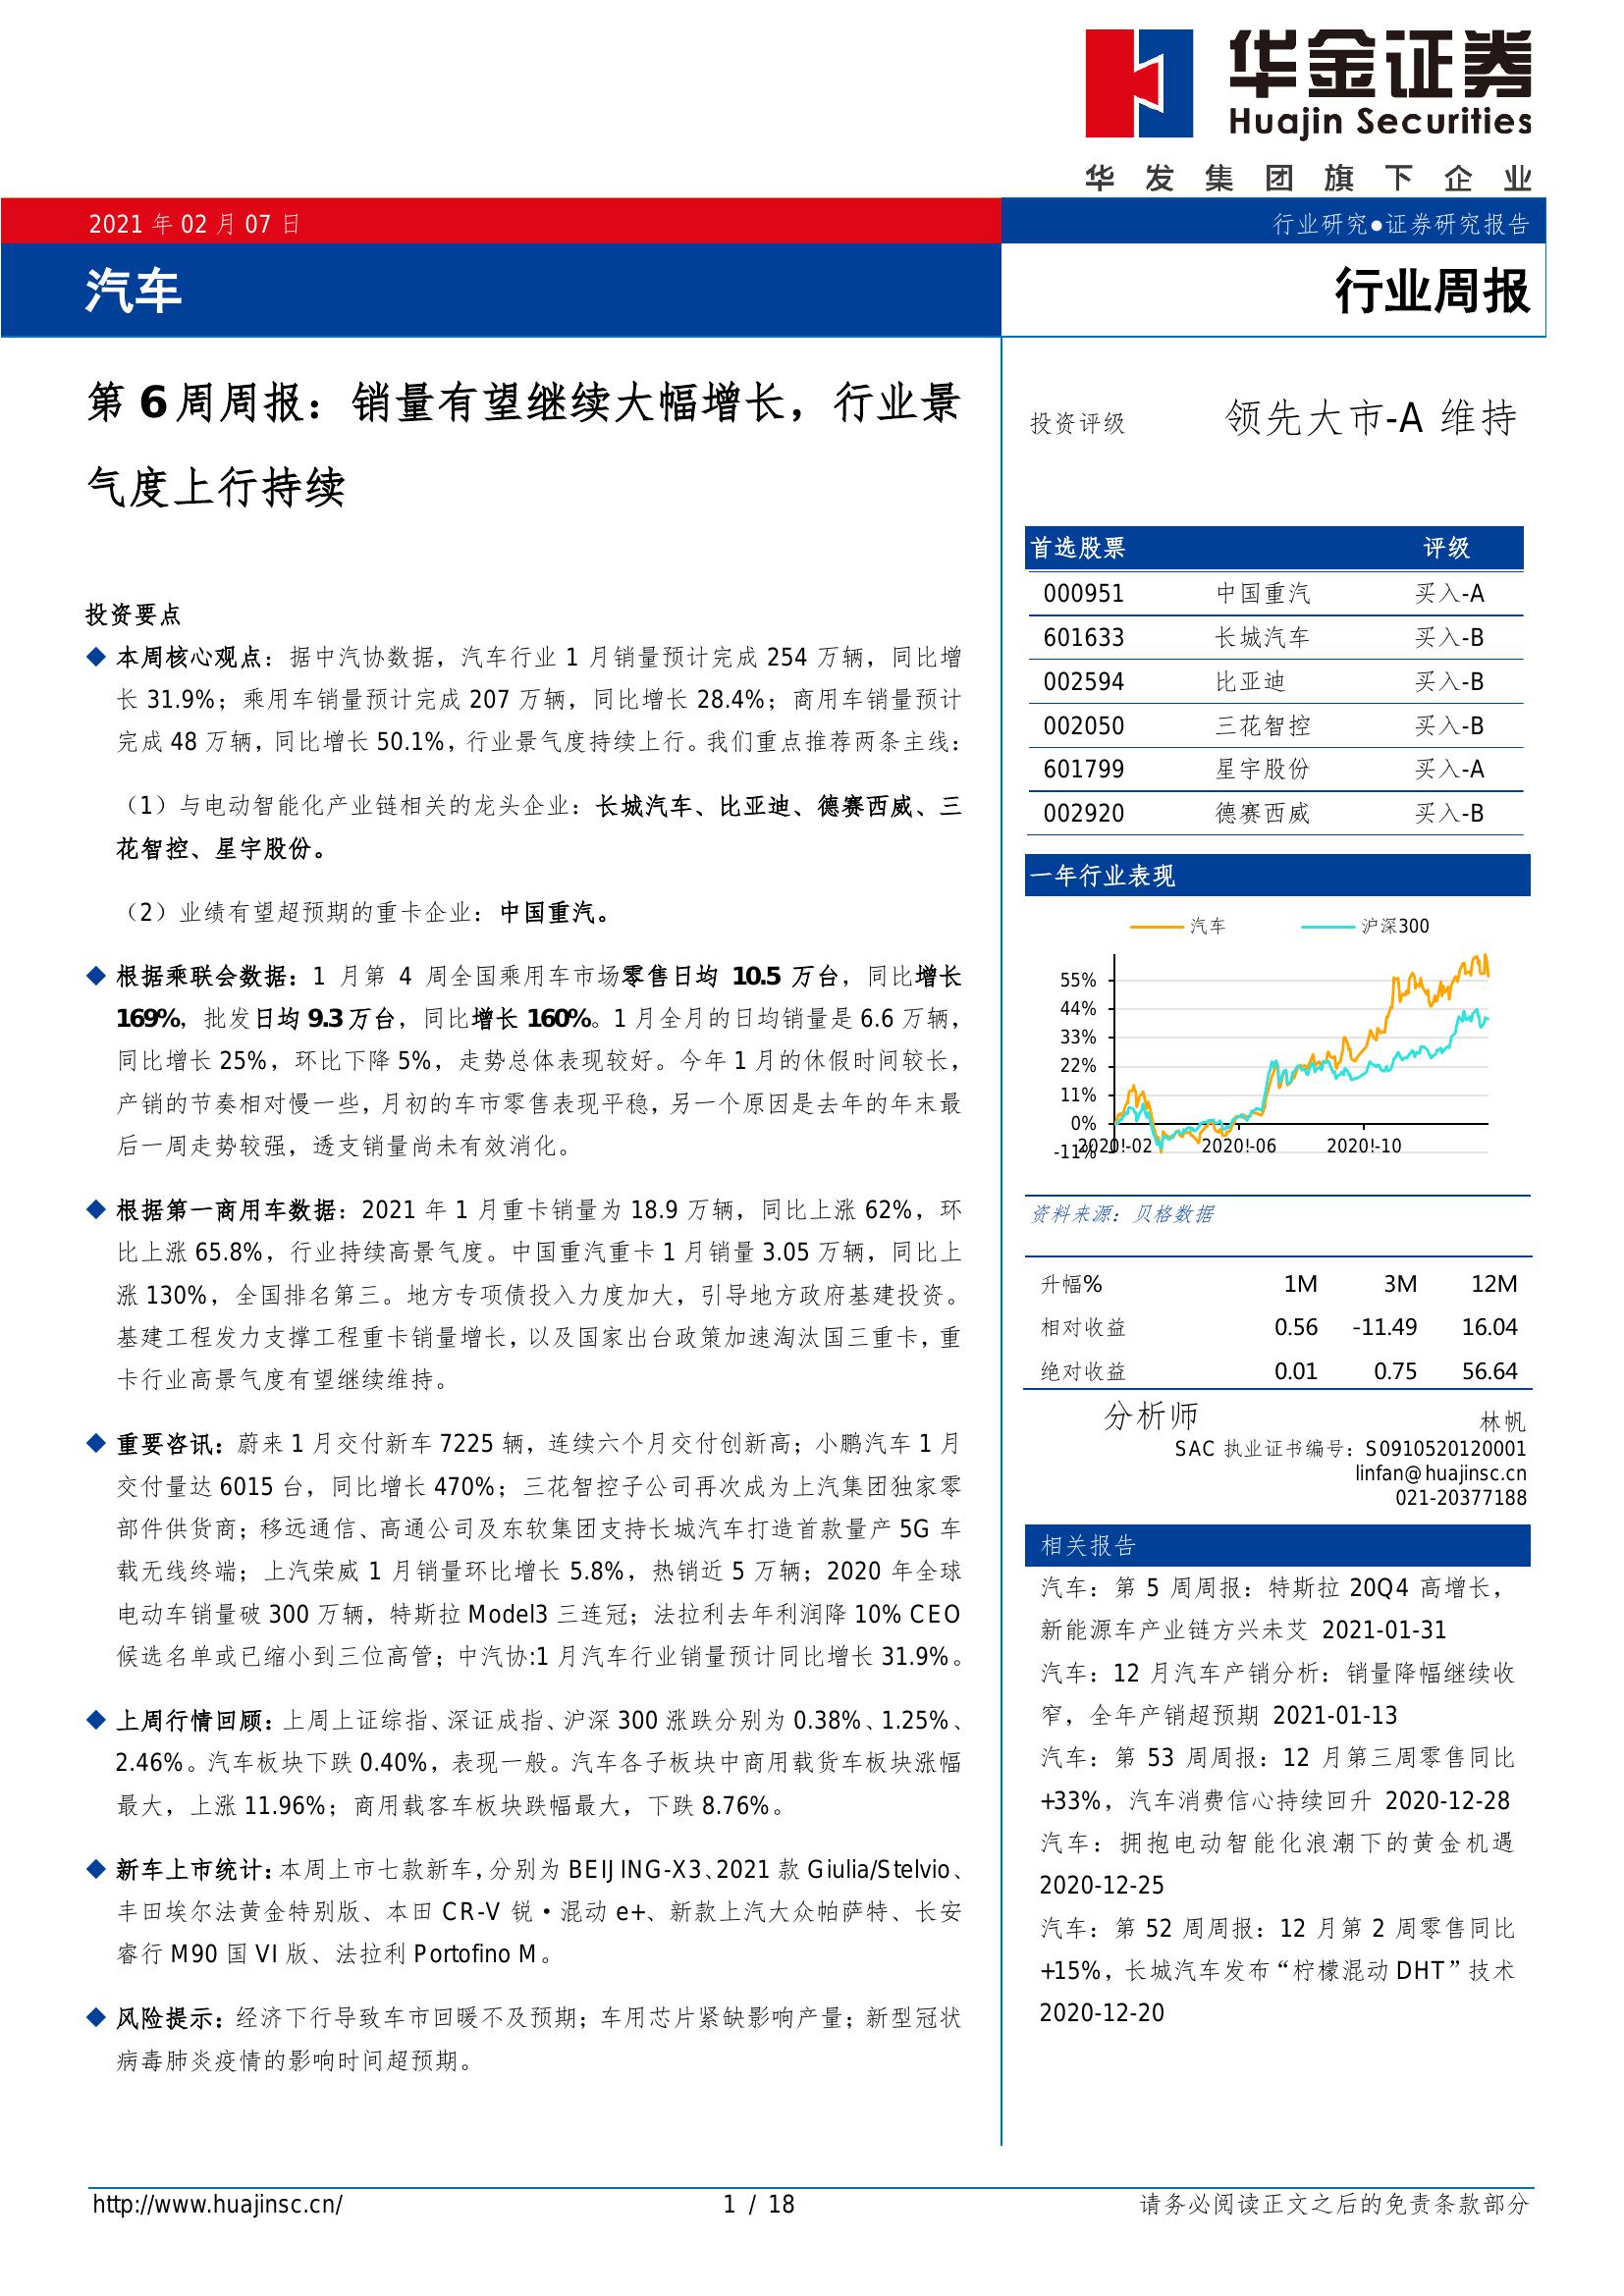 华金证券
Huajin Securities
华发集团旗下企业
2021 年 02 月 07 日
行业研究●证券研究报告
汽车
行业周报
第 6 周周报：销量有望继续大幅增长，行业景
气度上行持续
投资要点
◆ 本周核心观点：据中汽协数据，汽车行业 1 月销量预计完成 254 万辆，同比增
长 31.9%；乘用车销量预计完成 207 万辆，同比增长 28.4%；商用车销量预计
完成 48 万辆，同比增长 50.1%，行业景气度持续上行。我们重点推荐两条主线：
（1）与电动智能化产业链相关的龙头企业：长城汽车、比亚迪、德赛西威、三
花智控、星宇股份。
（2）业绩有望超预期的重卡企业：中国重汽。
◆ 根据乘联会数据：1 月第 4 周全国乘用车市场零售日均 10.5 万台，同比增长
169%，批发日均 9.3 万台，同比增长 160%。1 月全月的日均销量是 6.6 万辆，
同比增长 25%，环比下降 5%，走势总体表现较好。今年 1 月的休假时间较长，
产销的节奏相对慢一些，月初的车市零售表现平稳，另一个原因是去年的年末最
后一周走势较强，透支销量尚未有效消化。
◆ 根据第一商用车数据：2021 年 1 月重卡销量为 18.9 万辆，同比上涨 62%，环
比上涨 65.8%，行业持续高景气度。中国重汽重卡 1 月销量 3.05 万辆，同比上
涨 130%，全国排名第三。地方专项债投入力度加大，引导地方政府基建投资。
基建工程发力支撑工程重卡销量增长，以及国家出台政策加速淘汰国三重卡，重
卡行业高景气度有望继续维持。
◆ 重要咨讯：蔚来 1 月交付新车 7225 辆，连续六个月交付创新高；小鹏汽车 1 月
交付量达 6015 台，同比增长 470%；三花智控子公司再次成为上汽集团独家零
部件供货商；移远通信、高通公司及东软集团支持长城汽车打造首款量产 5G 车
载无线终端；上汽荣威 1 月销量环比增长 5.8%，热销近 5 万辆；2020 年全球
电动车销量破 300 万辆，特斯拉 Model3 三连冠；法拉利去年利润降 10% CEO
候选名单或已缩小到三位高管；中汽协:1 月汽车行业销量预计同比增长 31.9%。
◆ 上周行情回顾：上周上证综指、深证成指、沪深 300 涨跌分别为 0.38%、1.25%、
2.46%。汽车板块下跌 0.40%，表现一般。汽车各子板块中商用载货车板块涨幅
最大，上涨 11.96%；商用载客车板块跌幅最大，下跌 8.76%。
◆ 新车上市统计：本周上市七款新车，分别为 BEIJING-X3、2021 款 Giulia/Stelvio、
丰田埃尔法黄金特别版、本田 CR-V 锐·混动 e+、新款上汽大众帕萨特、长安
睿行 M90 国 VI 版、法拉利 Portofino M。
◆ 风险提示：经济下行导致车市回暖不及预期；车用芯片紧缺影响产量；新型冠状
病毒肺炎疫情的影响时间超预期。
投资评级 领先大市-A 维持
首选股票 评级
000951 中国重汽 买入-A
601633 长城汽车 买入-B
002594 比亚迪 买入-B
002050 三花智控 买入-B
601799 星宇股份 买入-A
002920 德赛西威 买入-B
一年行业表现
汽车 沪深300
55%
44%
33%
22%
11%
0%
-11%
2020!-02 2020!-06 2020!-10
资料来源：贝格数据
升幅% 1M 3M 12M
相对收益 0.56 -11.49 16.04
绝对收益 0.01 0.75 56.64
分析师 林帆
SAC 执业证书编号：S0910520120001
linfan@huajinsc.cn
021-20377188
相关报告
汽车：第 5 周周报：特斯拉 20Q4 高增长，
新能源车产业链方兴未艾 2021-01-31
汽车：12 月汽车产销分析：销量降幅继续收
窄，全年产销超预期 2021-01-13
汽车：第 53 周周报：12 月第三周零售同比
+33%，汽车消费信心持续回升 2020-12-28
汽车：拥抱电动智能化浪潮下的黄金机遇
2020-12-25
汽车：第 52 周周报：12 月第 2 周零售同比
+15%，长城汽车发布“柠檬混动 DHT”技术
2020-12-20
http://www.huajinsc.cn/ 1 / 18 请务必阅读正文之后的免责条款部分